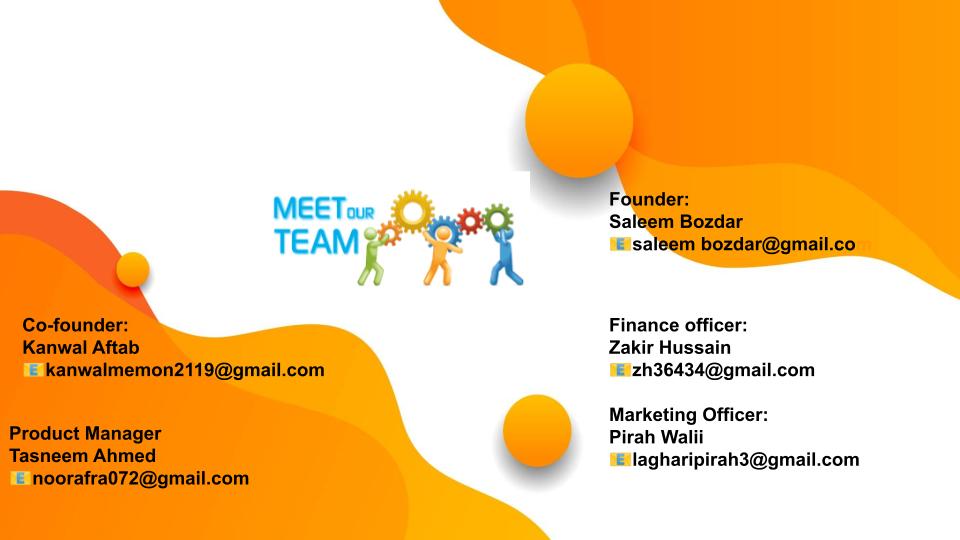 MEET OUR
TEAM
Founder:
Saleem Bozdar
📧saleem bozdar@gmail.com
Co-founder:
Kanwal Aftab
📧kanwalmemon2119@gmail.com
Finance officer:
Zakir Hussain
📧zh36434@gmail.com
Product Manager
Tasneem Ahmed
📧noorafra072@gmail.com
Marketing Officer:
Pirah Walii
📧lagharipirah3@gmail.com